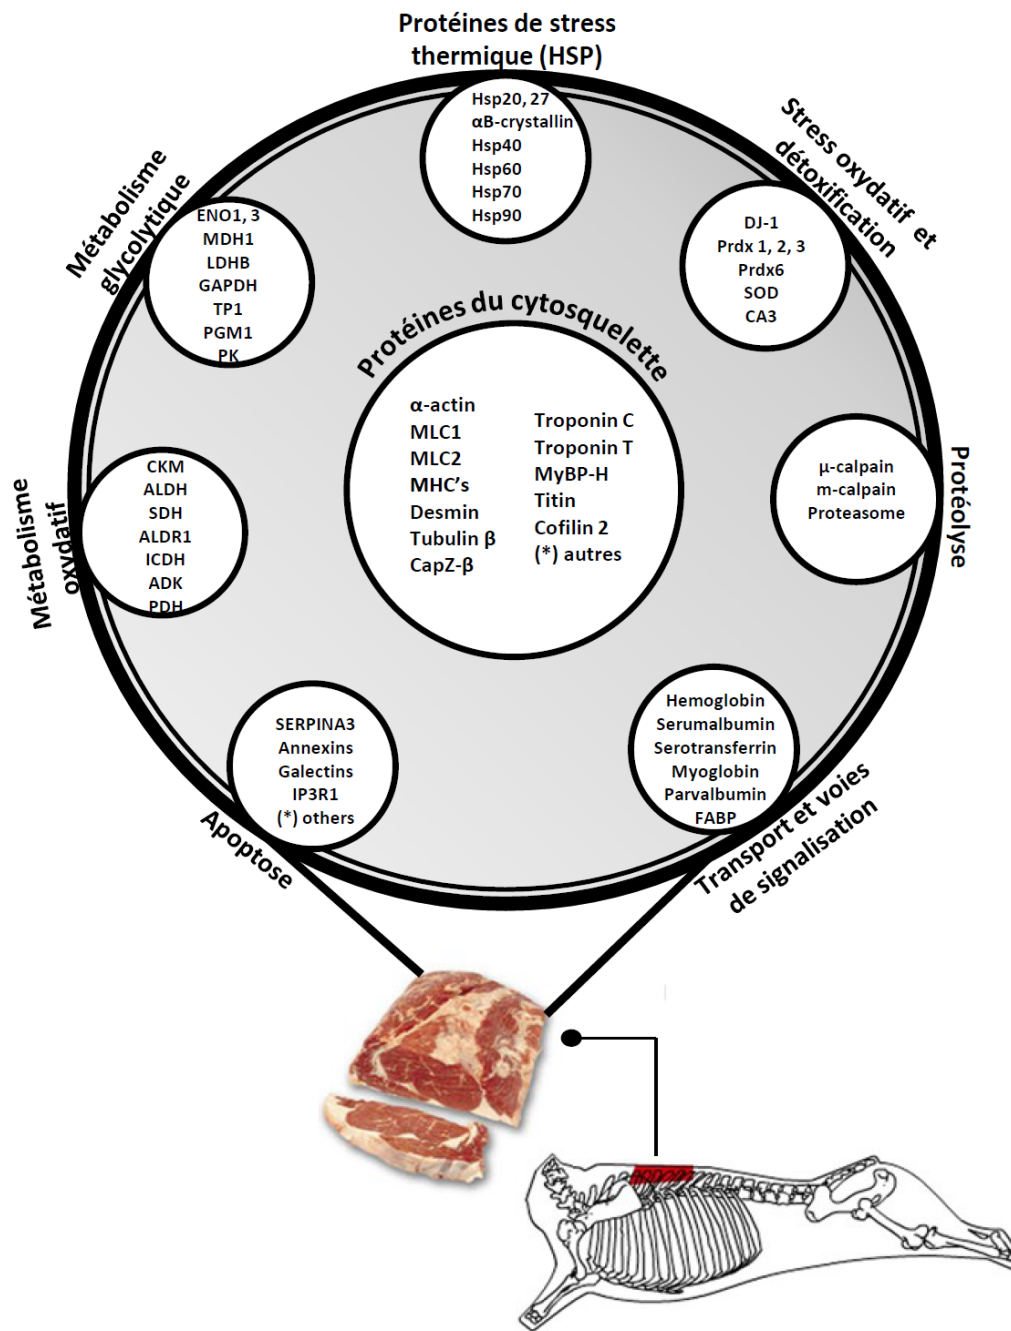 Protéines de stress
thermique (HSP)
Hsp20, 27
αB-crystallin
Hsp40
Hsp60
Hsp70
Hsp90
Stress oxydatif et
détoxification
DJ-1
Prdx 1, 2, 3
Prdx6
SOD
CA3
Métabolisme
glycolytique
ENO1, 3
MDH1
LDHB
GAPDH
TP1
PGM1
PK
Protéines du cytosquelette
α-actin
MLC1
MLC2
MHC's
Desmin
Tubulin β
CapZ-β
Troponin C
Troponin T
MyBP-H
Titin
Cofilin 2
(*) autres
Protéolyse
μ-calpain
m-calpain
Proteasome
Métabolisme
oxydatif
CKM
ALDH
SDH
ALDR1
ICDH
ADK
PDH
Apoptose
SERPINA3
Annexins
Galectins
IP3R1
(*) others
Transport et voies
de signalisation
Hemoglobin
Serumalbumin
Serotransferrin
Myoglobin
Parvalbumin
FABP